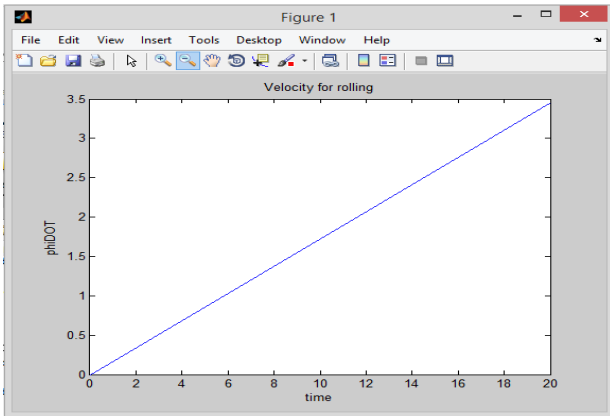 Figure 1
File Edit View Insert Tools Desktop Window Help
Velocity for rolling
3.5
3
2.5
2
1.5
1
0.5
0
phiDOT
0 2 4 6 8 10 12 14 16 18 20
time